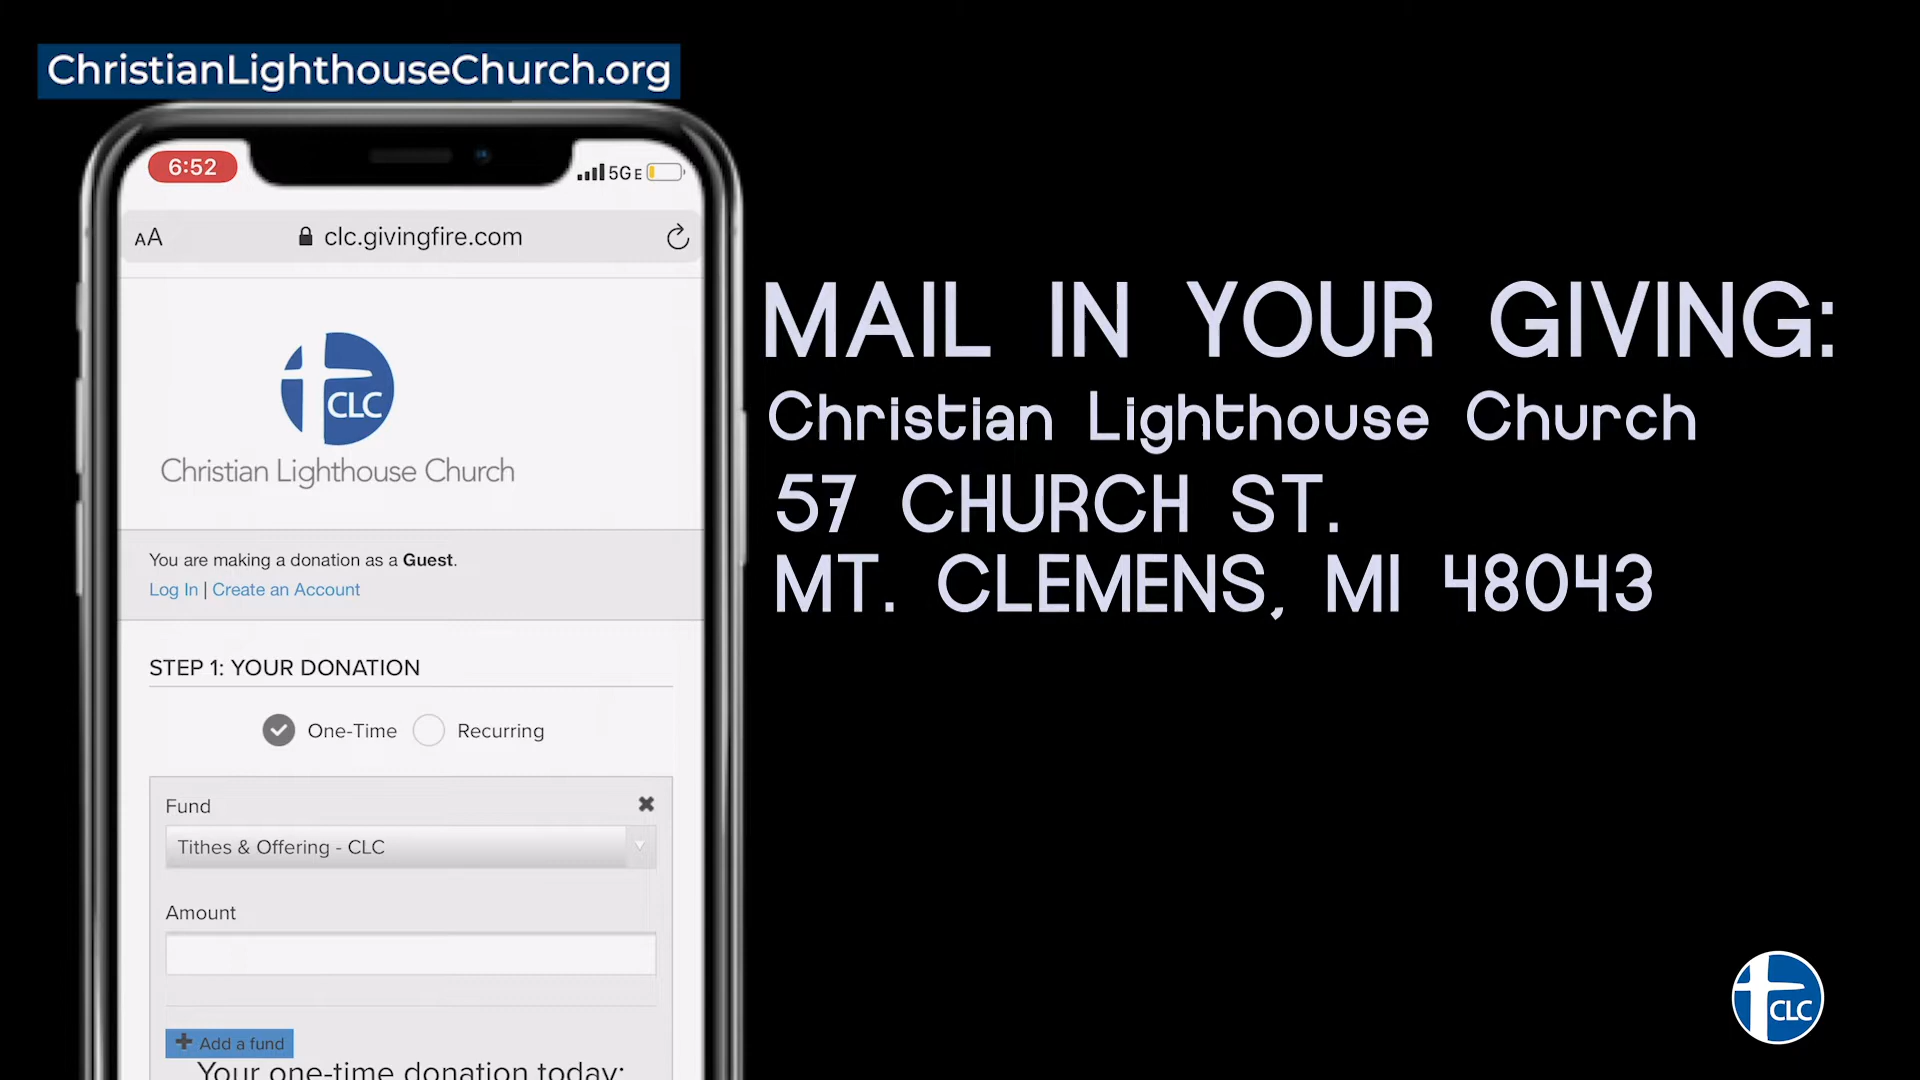 ChristianLighthouseChurch.org
6:52
5GE
AA
clc.givingfire.com
CLC
Christian Lighthouse Church
You are making a donation as a Guest.
Log In | Create an Account
STEP 1: YOUR DONATION
One-Time
Recurring
Fund
Tithes & Offering - CLC
Amount
Add a fund
Your one-time donation today:
MAIL IN YOUR GIVING:
Christian Lighthouse Church
57 CHURCH ST.
MT. CLEMENS, MI 48043
CLC